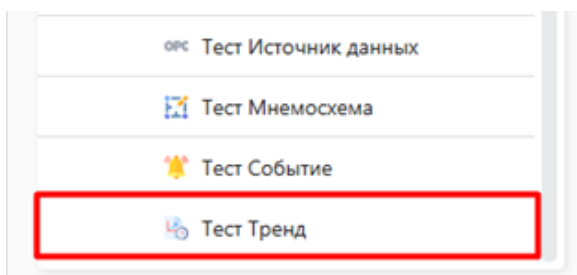 OPC Тест Источник данных
Тест Мнемосхема
Тест Событие
Тест Тренд